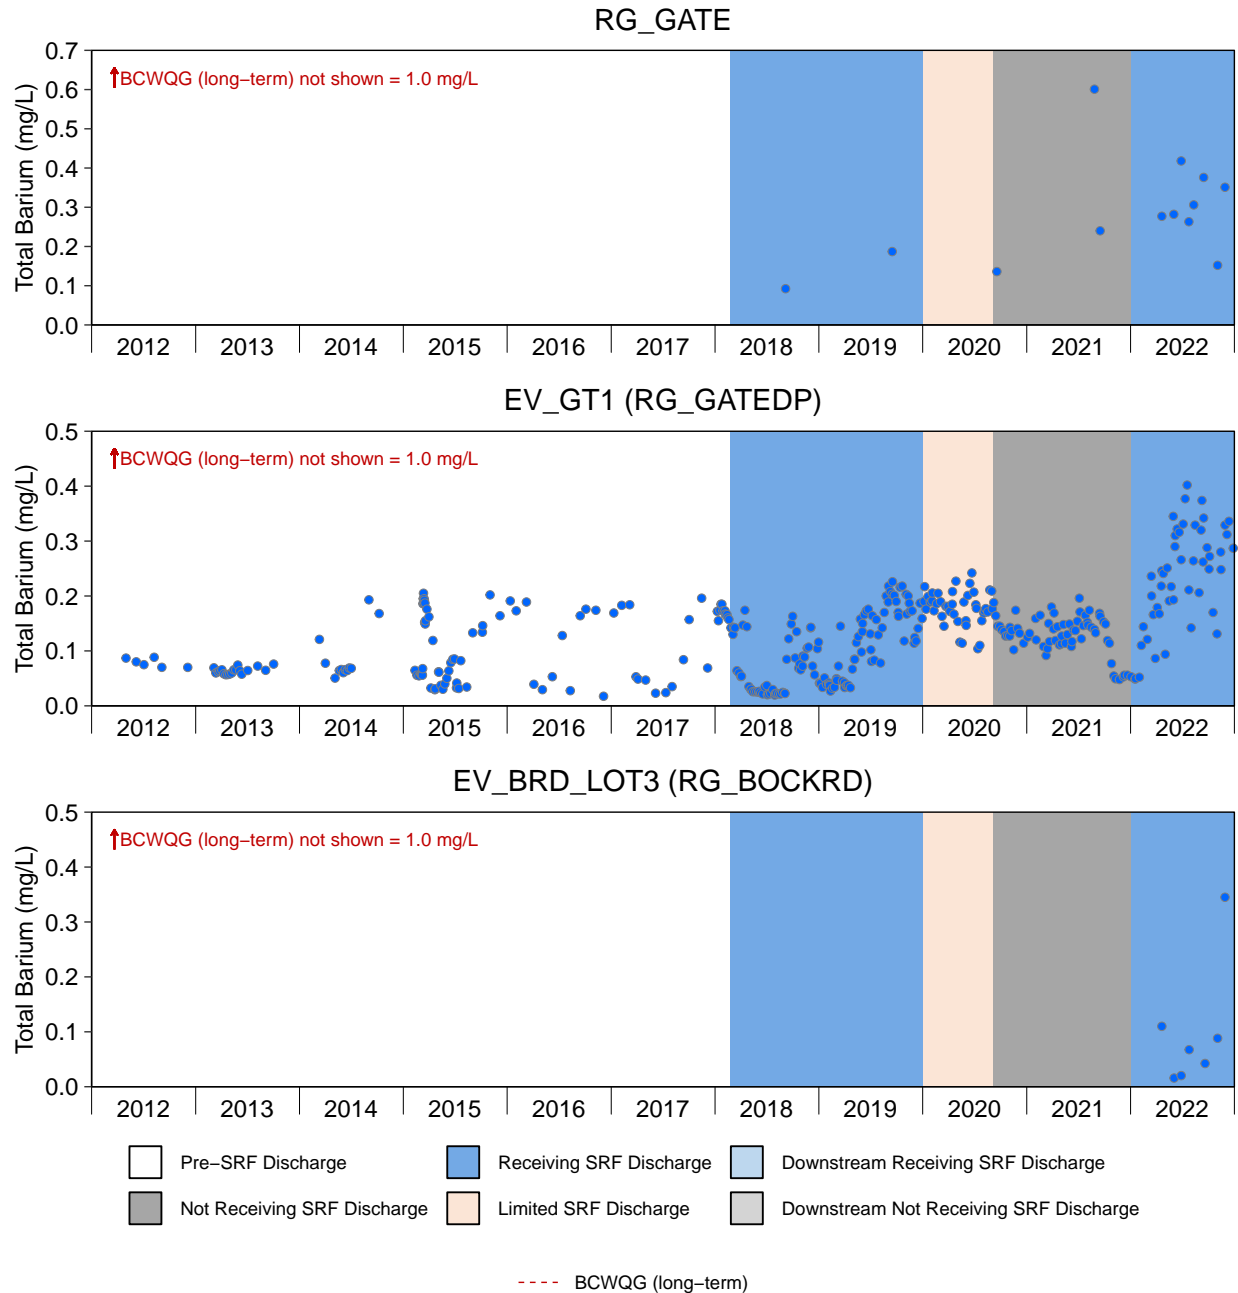 RG_GATE
Total Barium (mg/L)
0.7
0.6
0.5
0.4
0.3
0.2
0.1
0.0
BCWQG (long−term) not shown = 1.0 mg/L
2012 2013 2014 2015 2016 2017 2018 2019 2020 2021 2022
EV_GT1 (RG_GATEDP)
Total Barium (mg/L)
0.5
0.4
0.3
0.2
0.1
0.0
BCWQG (long−term) not shown = 1.0 mg/L
2012 2013 2014 2015 2016 2017 2018 2019 2020 2021 2022
EV_BRD_LOT3 (RG_BOCKRD)
Total Barium (mg/L)
0.5
0.4
0.3
0.2
0.1
0.0
BCWQG (long−term) not shown = 1.0 mg/L
2012 2013 2014 2015 2016 2017 2018 2019 2020 2021 2022
Pre−SRF Discharge Receiving SRF Discharge Downstream Receiving SRF Discharge
Not Receiving SRF Discharge Limited SRF Discharge Downstream Not Receiving SRF Discharge
BCWQG (long−term)